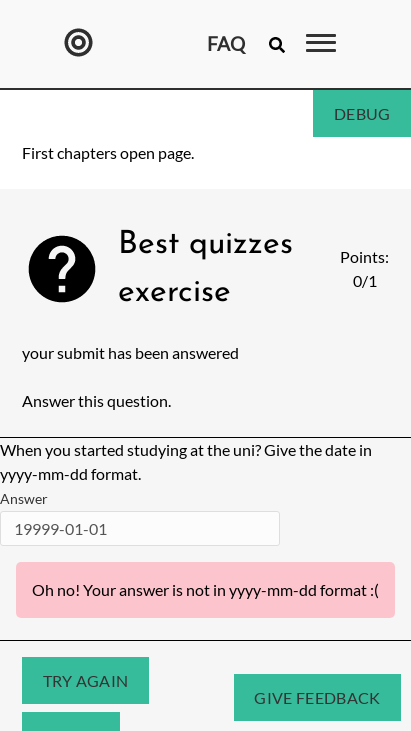 FAQ
DEBUG
First chapters open page.
Best quizzes
exercise
Points:
0/1
your submit has been answered
Answer this question.
When you started studying at the uni? Give the date in
yyyy-mm-dd format.
Answer
19999-01-01
Oh no! Your answer is not in yyyy-mm-dd format :(
TRY AGAIN
GIVE FEEDBACK